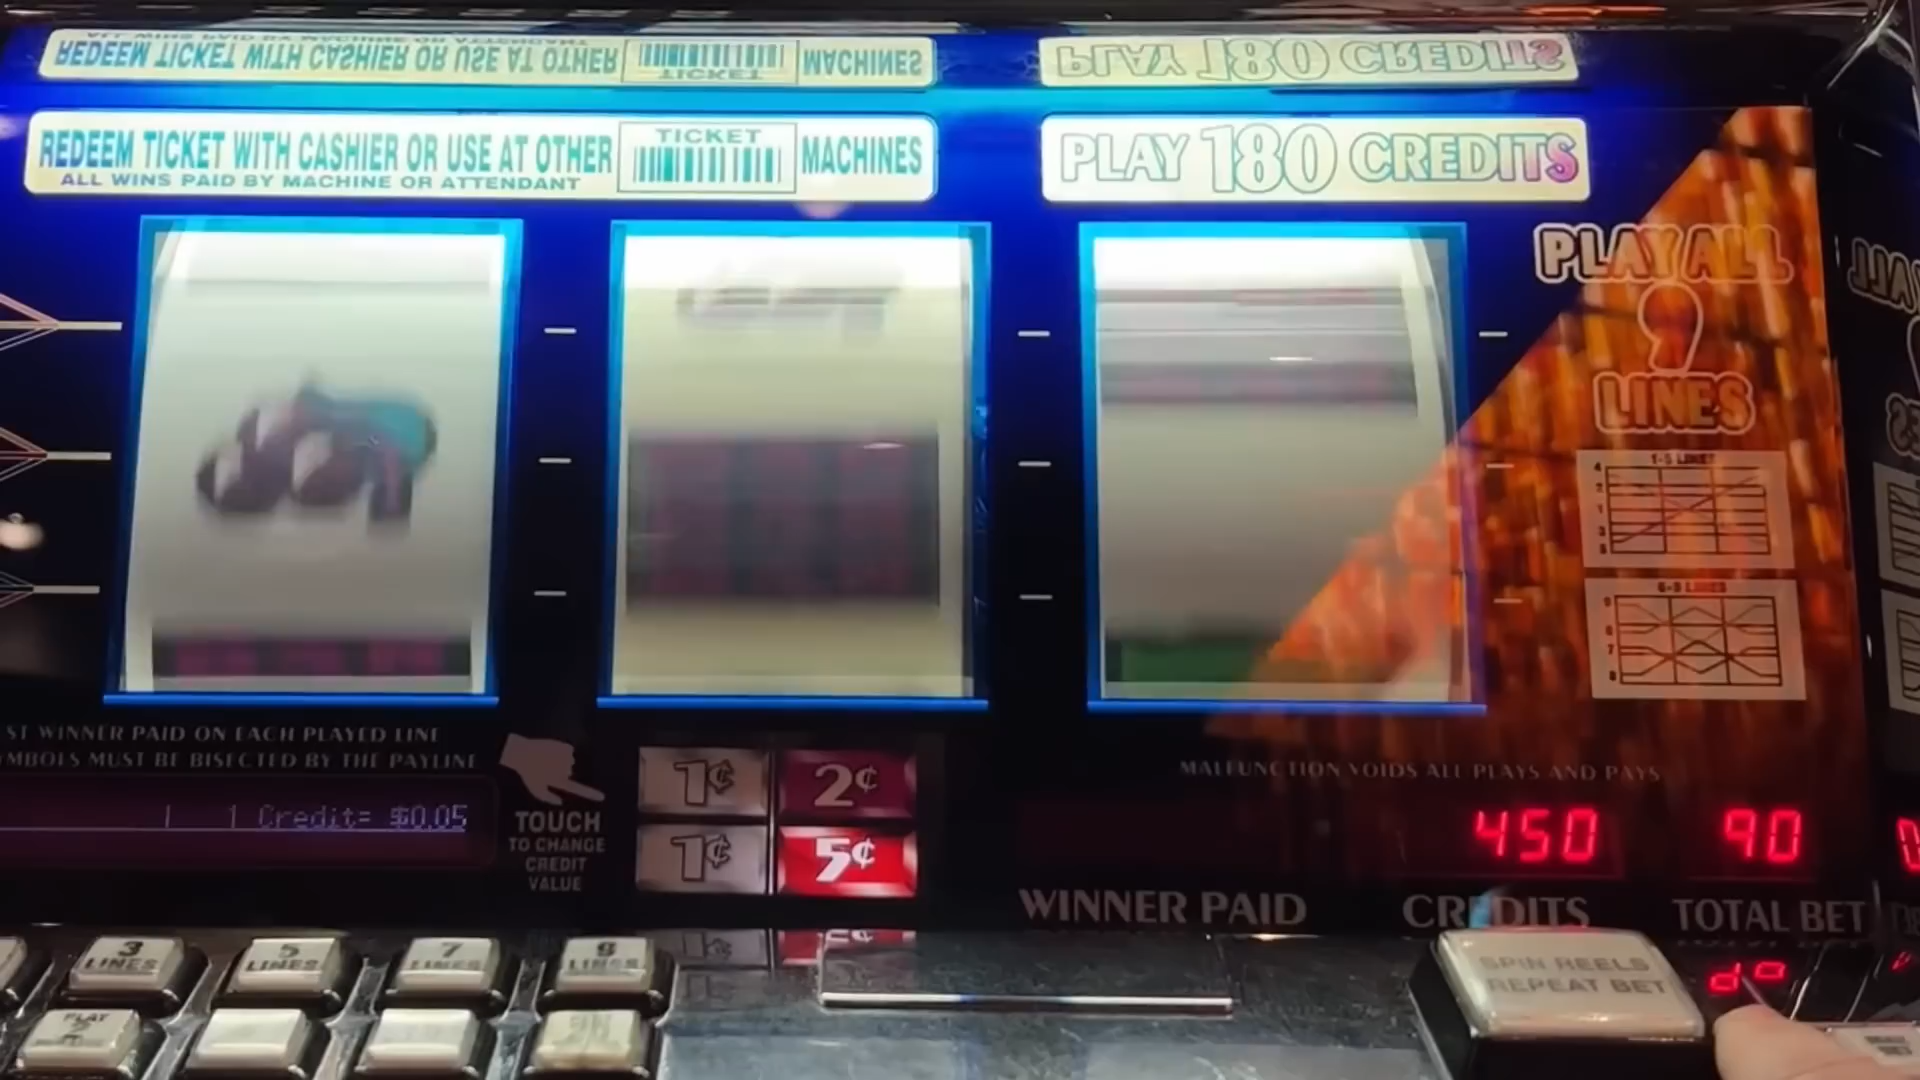 REDEEM TICKET WITH CASHIER OR USE AT OTHER MACHINES
TICKET
ALL WINS PAID BY MACHINE OR ATTENDANT
PLAY 180 CREDITS
PLAY ALL
9
LINES
1-5 LINES
6-9 LINES
ST WINNER PAID ON EACH PLAYED LINE
MBOLS MUST BE BISECTED BY THE PAYLINE
1 Credit= $0.05
TOUCH
TO CHANGE
CREDIT
VALUE
1¢ 2¢
1¢ 5¢
MALFUNCTION VOIDS ALL PLAYS AND PAYS
450 90
WINNER PAID CREDITS TOTAL BET
3 LINES
5 LINES
7 LINES
LINES
PLAY
SPIN REELS
REPEAT BET